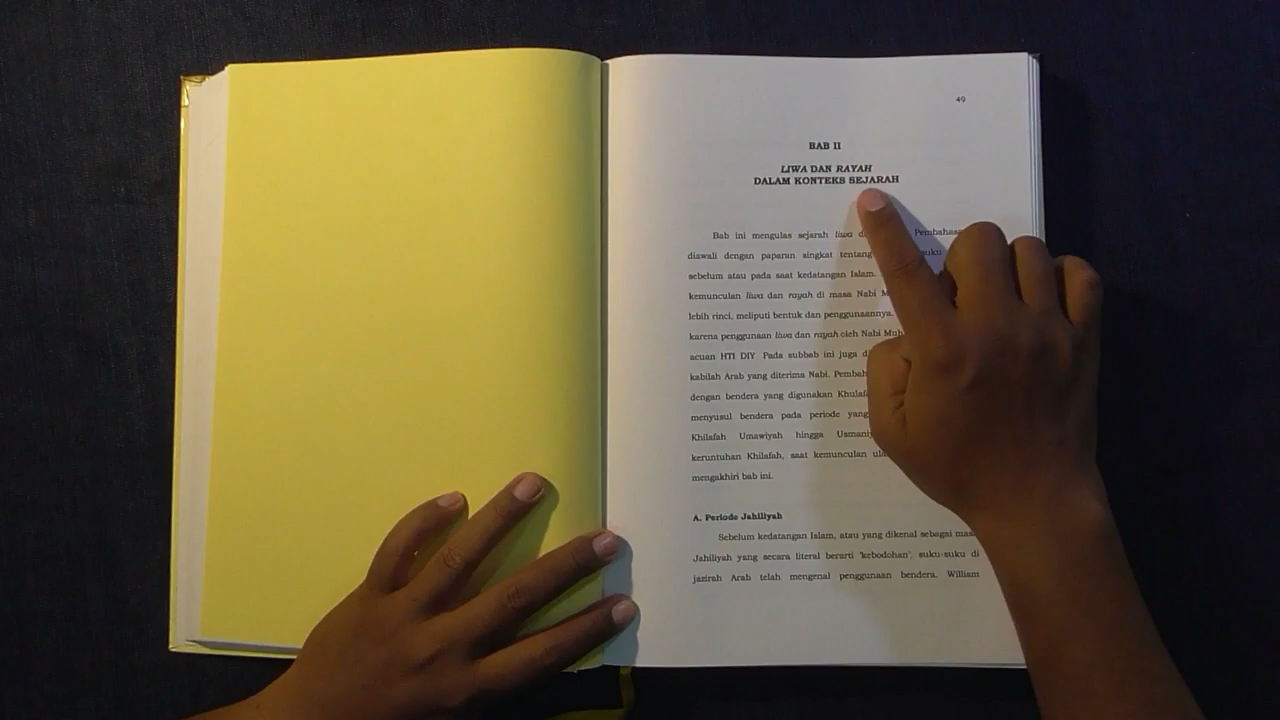 49
BAB II
LIWA DAN RAYAH
DALAM KONTEKS SEJARAH
Bab ini mengulas sejarah liwa Pembahasan
diawali dengan paparan singkat tentang suku
sebelum atau pada saat kedatangan Islam.
kemunculan liwa dan rayah di masa Nabi
lebih rinci, meliputi bentuk dan penggunaannya.
karena penggunaan liwa dan rayah oleh Nabi
acuan HTI DIY Pada subbab ini juga
kabilah Arab yang diterima Nabi.
dengan bendera yang digunakan
menyusul bendera pada periode yang
Khilafah Umawiyah hingga
keruntuhan Khilafah, saat kemunculan
mengakhiri bab ini.
A. Periode Jahiliyah
Sebelum kedatangan Islam, atau yang dikenal sebagai
Jahiliyah yang secara literal berarti 'kebodohan', suku-suku di
jazirah Arab telah mengenal penggunaan bendera. William